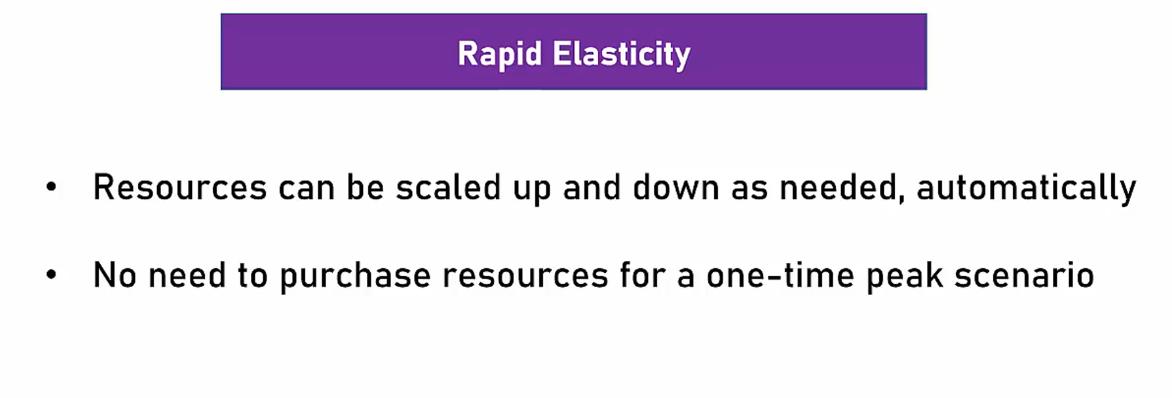 Rapid Elasticity
• Resources can be scaled up and down as needed, automatically
• No need to purchase resources for a one-time peak scenario